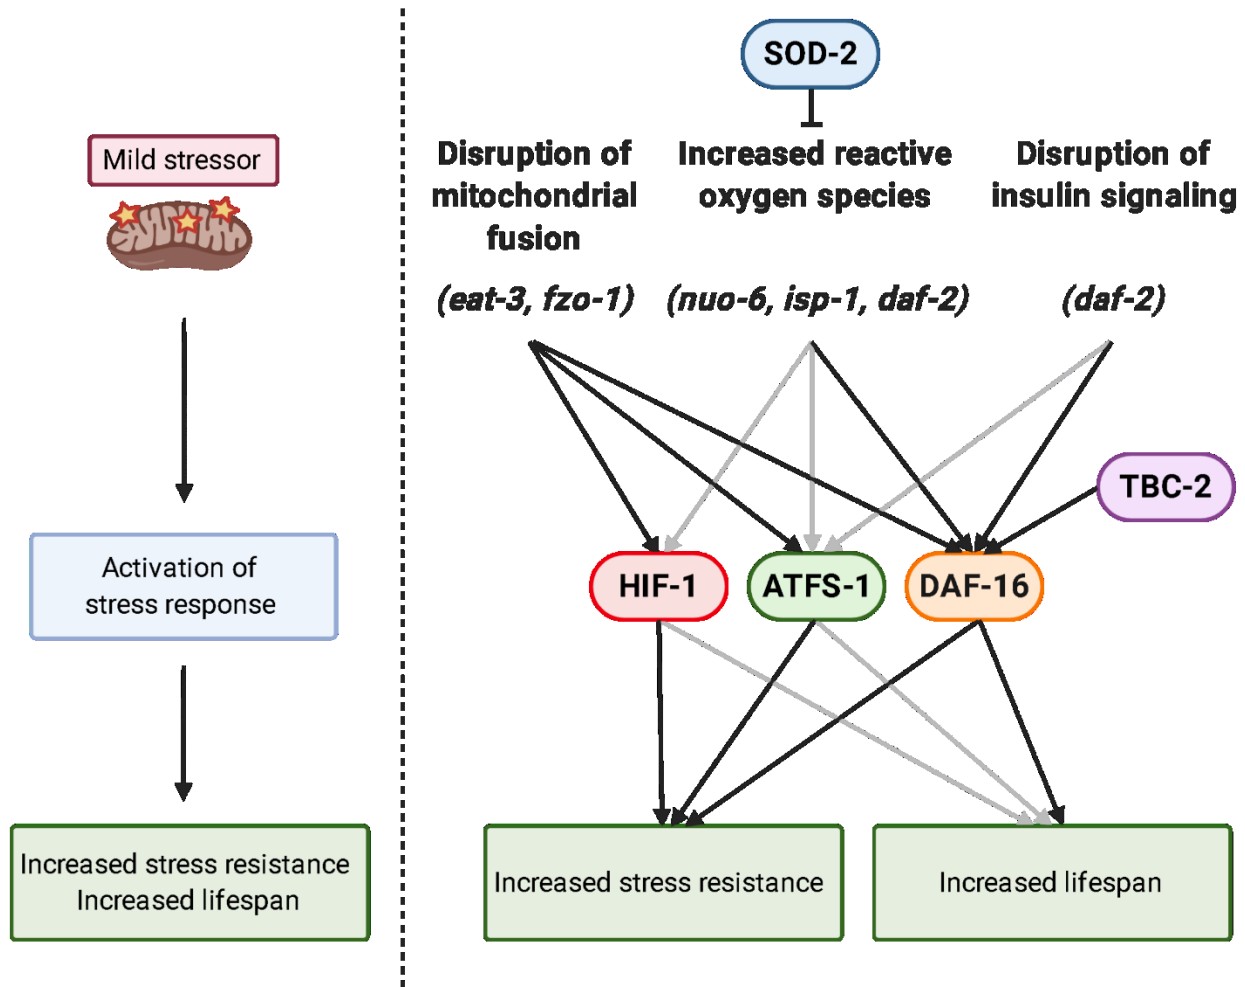 Mild stressor
Activation of
stress response
Increased stress resistance
Increased lifespan
SOD-2
Disruption of
mitochondrial
fusion
(eat-3, fzo-1)
Increased reactive
oxygen species
(nuo-6, isp-1, daf-2)
Disruption of
insulin signaling
(daf-2)
TBC-2
HIF-1
ATFS-1
DAF-16
Increased stress resistance
Increased lifespan